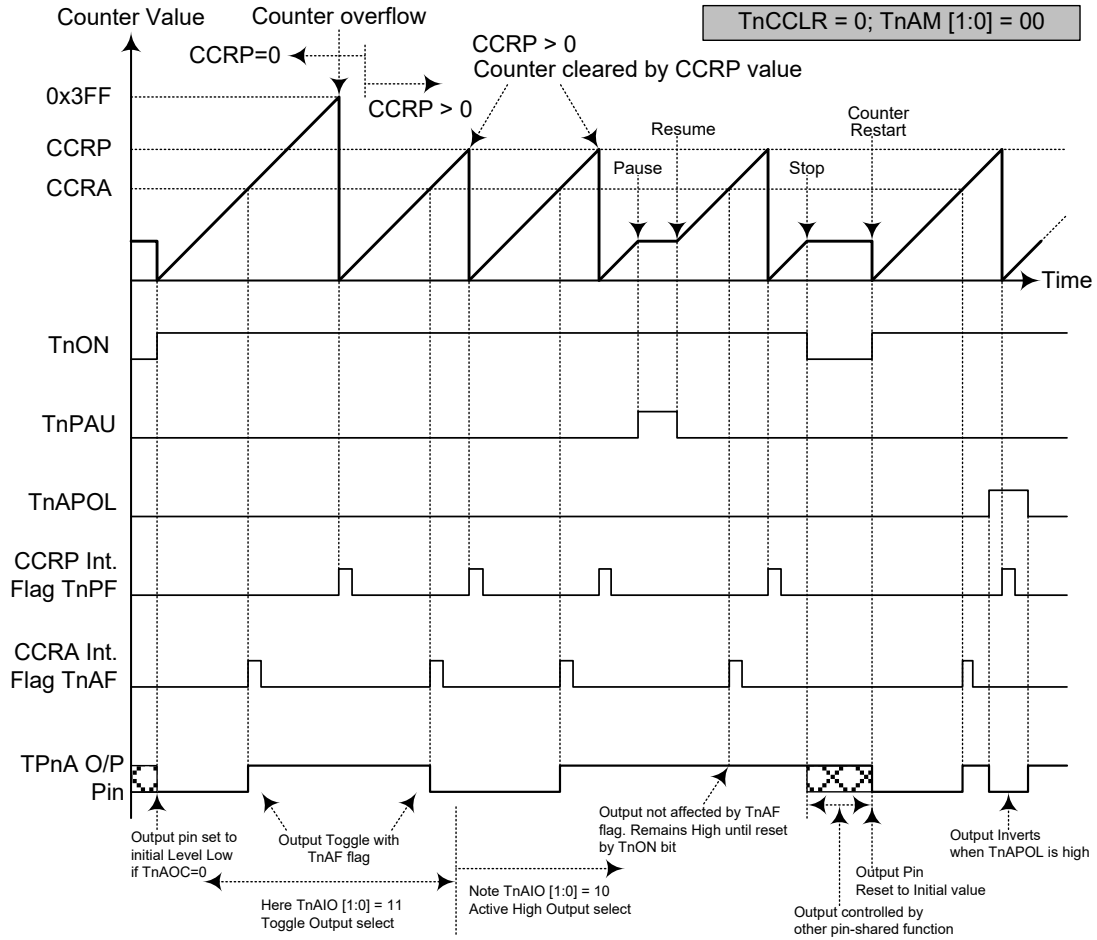 Counter Value
Counter overflow
TnCCLR = 0; TnAM [1:0] = 00
CCRP=0
CCRP > 0
CCRP > 0
Counter cleared by CCRP value
0x3FF
CCRP
CCRA
Pause
Resume
Stop
Counter
Restart
Time
TnON
TnPAU
TnAPOL
CCRP Int.
Flag TnPF
CCRA Int.
Flag TnAF
TPnA O/P
Pin
Output pin set to
initial Level Low
if TnAOC=0
Output Toggle with
TnAF flag
Output not affected by TnAF
flag. Remains High until reset
by TnON bit
Output Inverts
when TnAPOL is high
Here TnAIO [1:0] = 11
Toggle Output select
Note TnAIO [1:0] = 10
Active High Output select
Output Pin
Reset to Initial value
Output controlled by
other pin-shared function